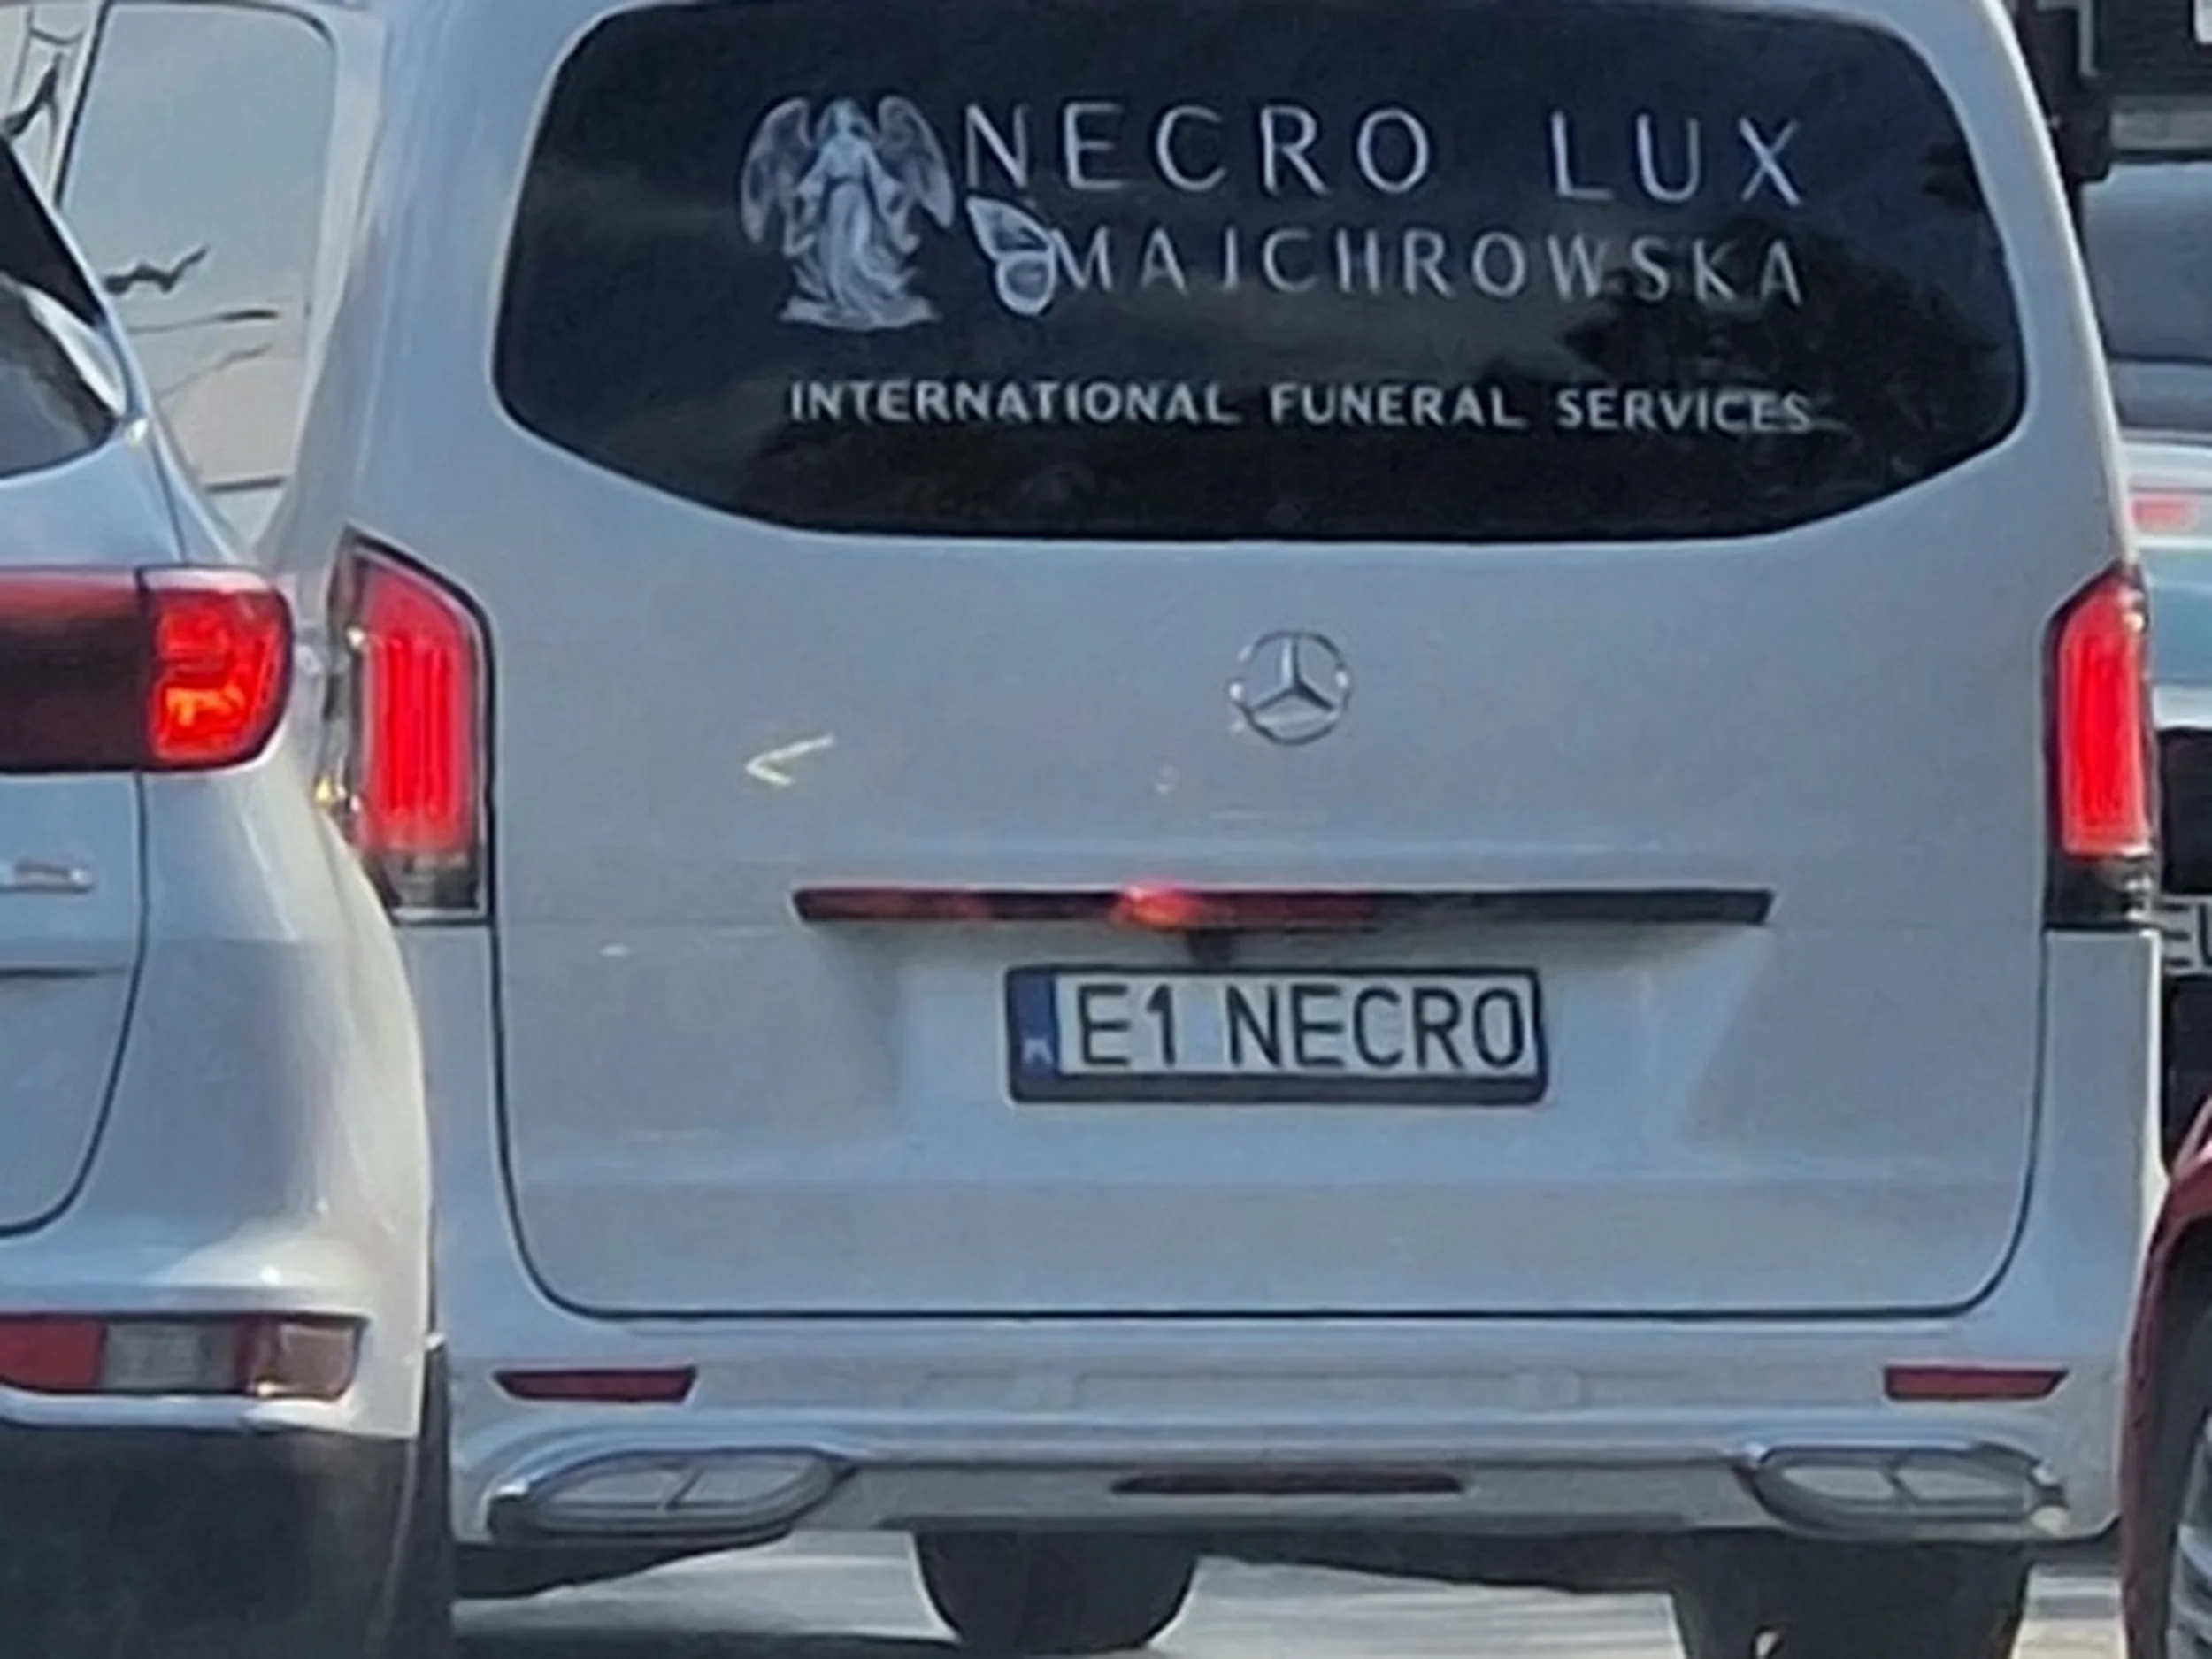 NECRO LUX
MAJCHROWSKA
INTERNATIONAL FUNERAL SERVICES
E1 NECRO